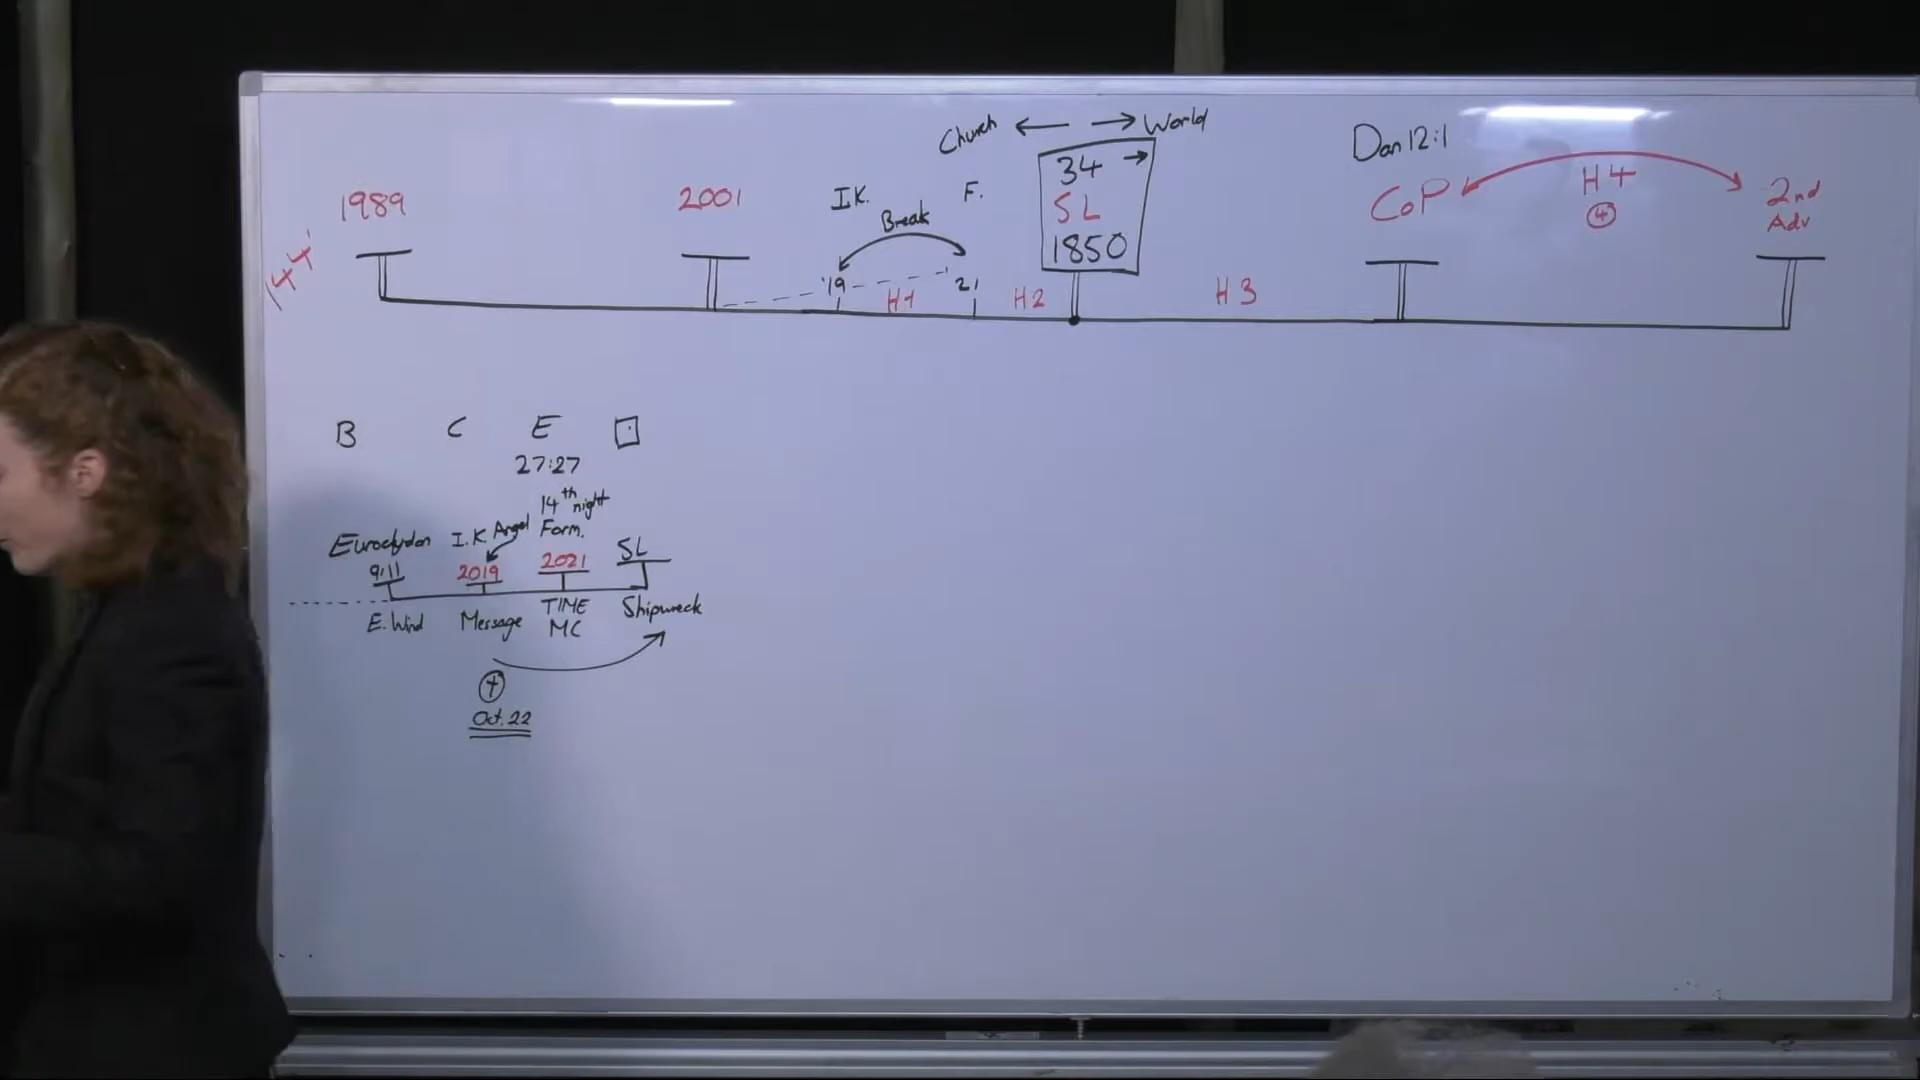 Church ← → World
34 →
SL
1850
Dan 12:1
1989
2001
I.K.
Break
F.
CoP
H4
4
2nd
Adv
144'
'19
H1
21
H2
H3
B C E
27:27
14th night
Euroclydon I.K. Angel Form.
9/11 2019 2021 SL
E. Wind Message TIME Shipwreck
MC
Oct. 22